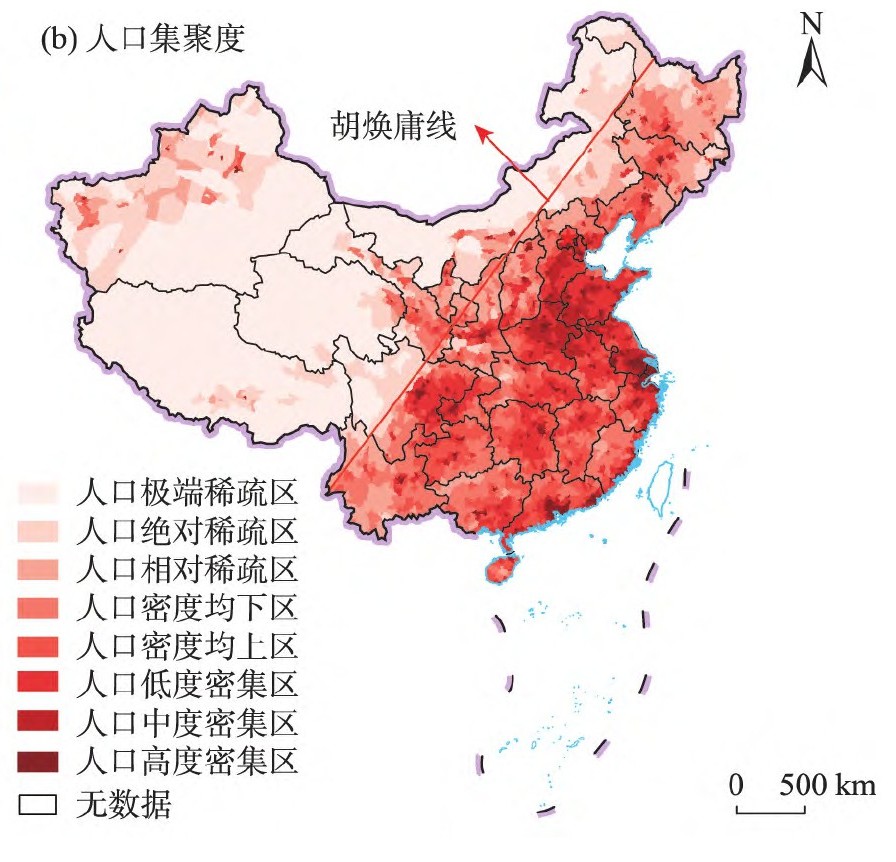 (b) 人口集聚度
N
胡焕庸线
人口极端稀疏区
人口绝对稀疏区
人口相对稀疏区
人口密度均下区
人口密度均上区
人口低度密集区
人口中度密集区
人口高度密集区
无数据
0 500 km